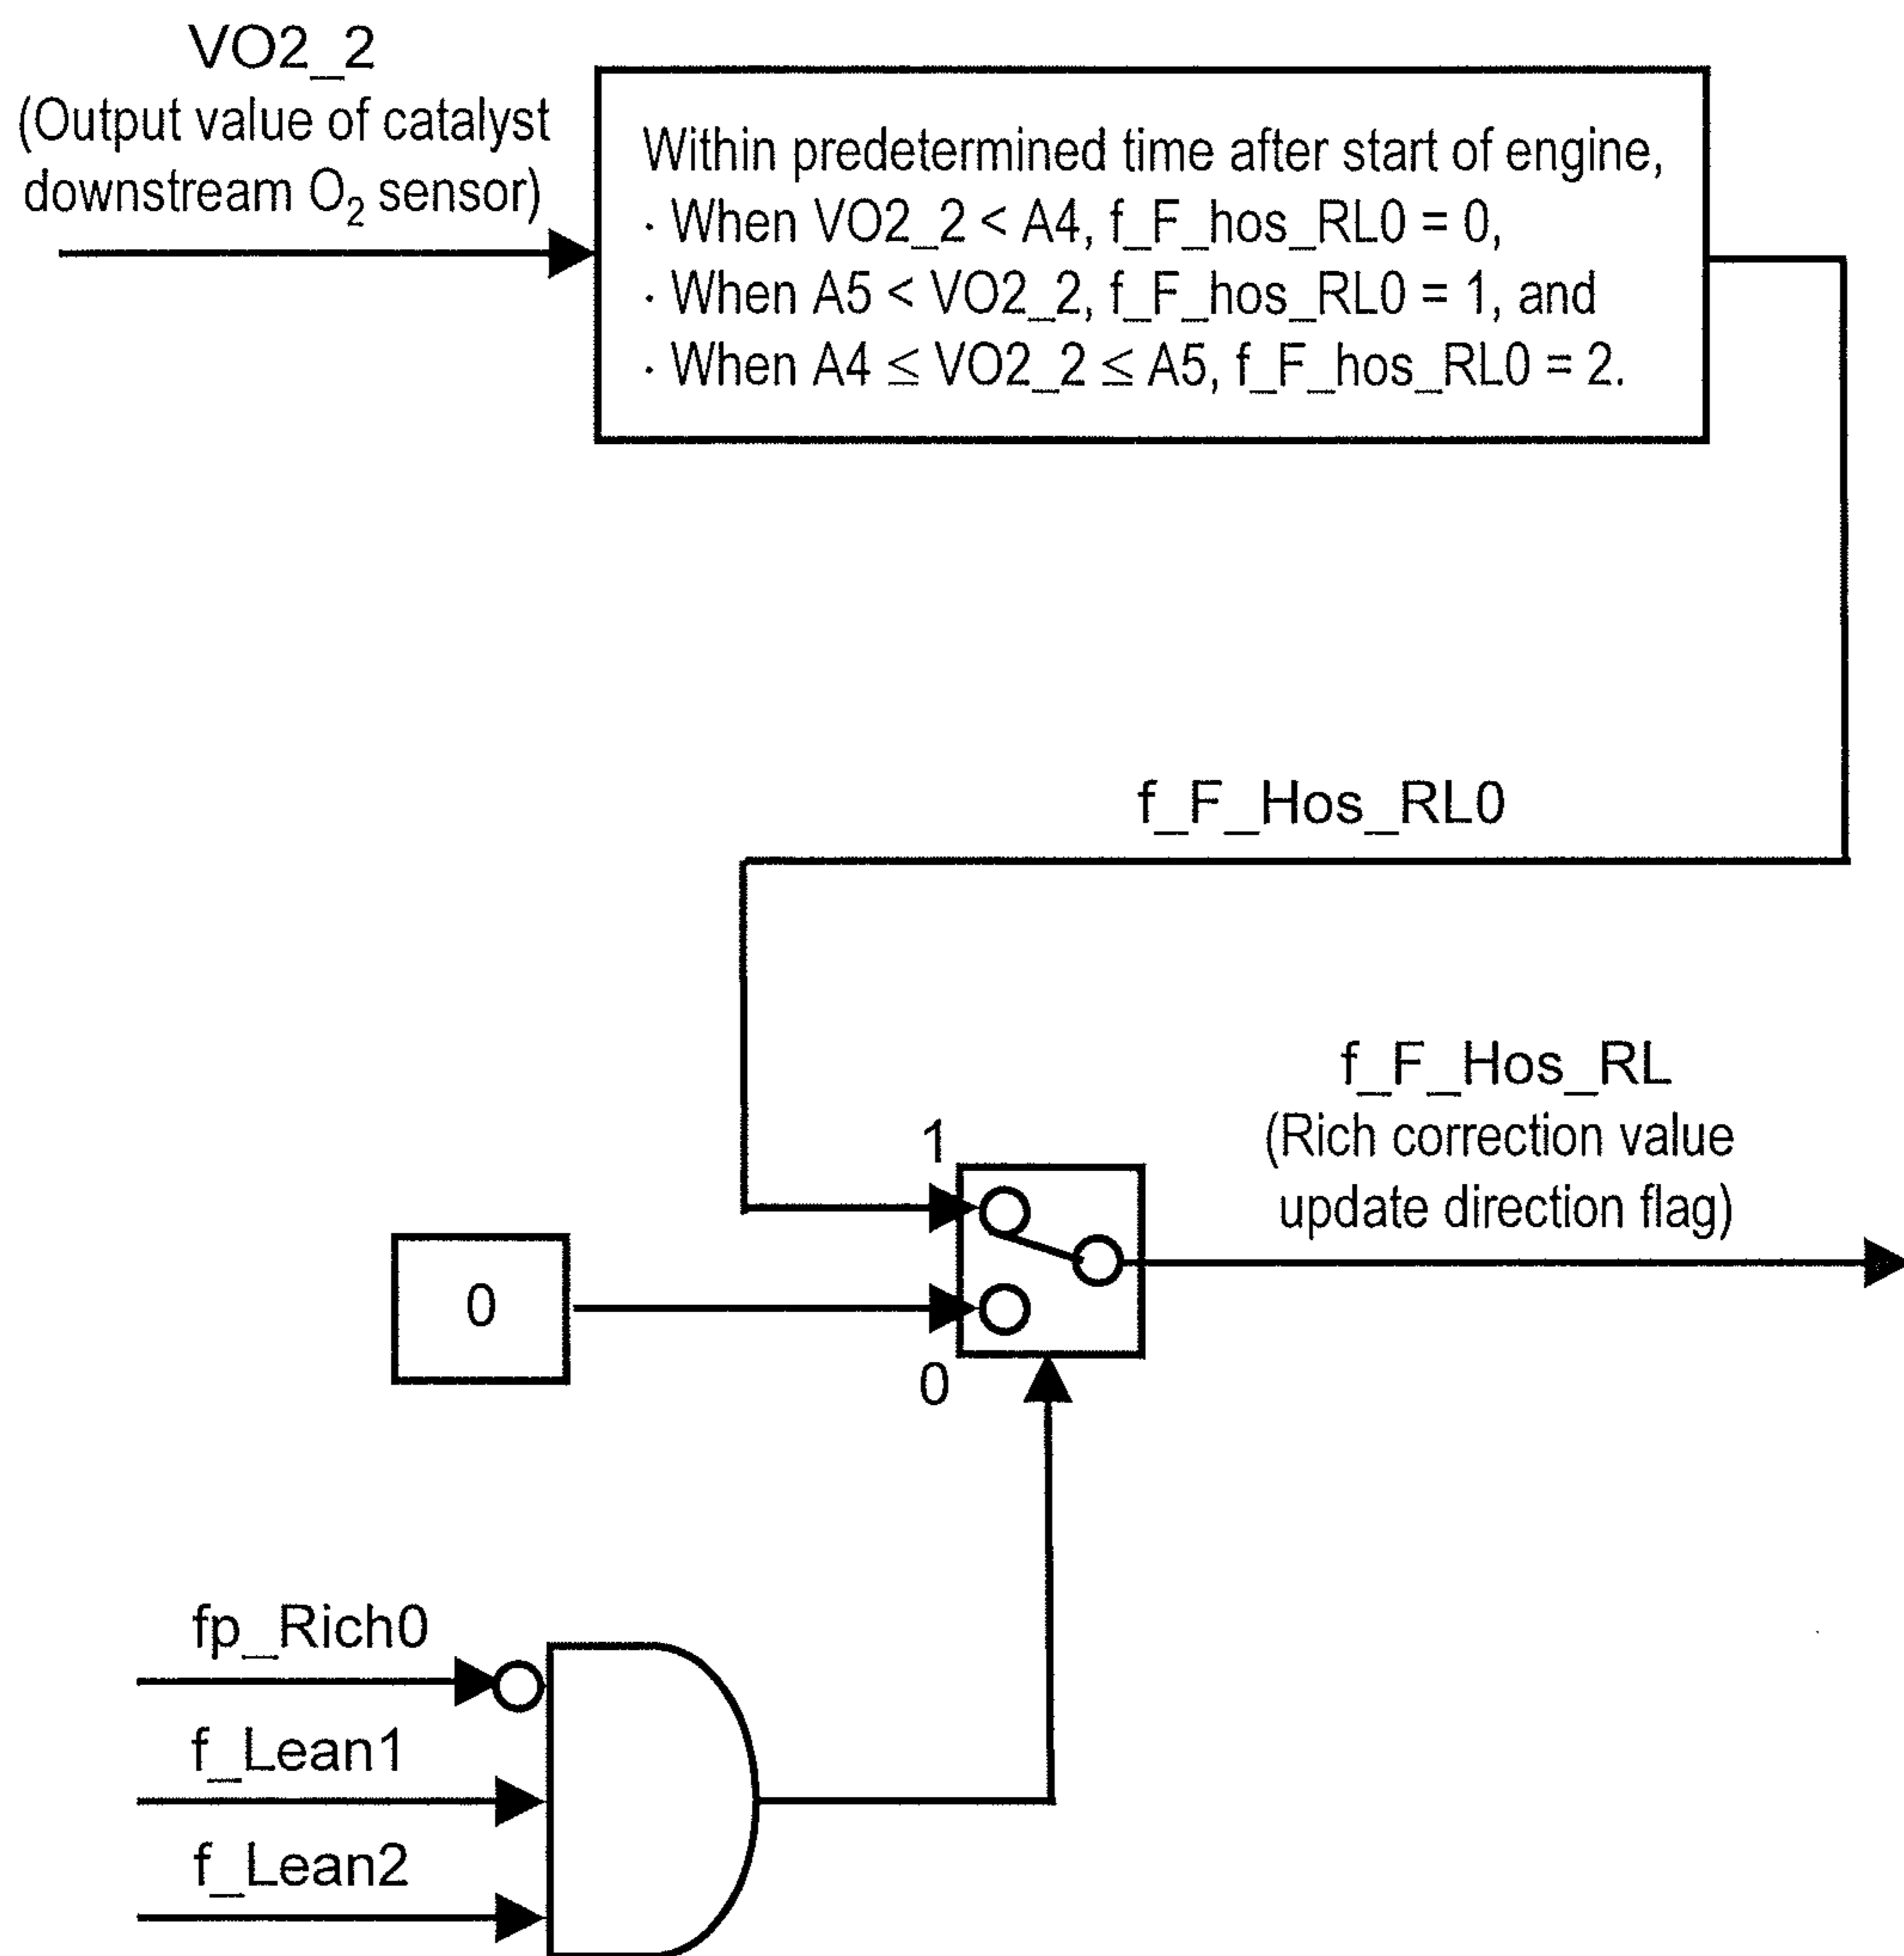 VO2_2
(Output value of catalyst
downstream O₂ sensor)
Within predetermined time after start of engine,
· When VO2_2 < A4, f_F_hos_RL0 = 0,
· When A5 < VO2_2, f_F_hos_RL0 = 1, and
· When A4 ≤ VO2_2 ≤ A5, f_F_hos_RL0 = 2.
f_F_Hos_RL0
f_F_Hos_RL
(Rich correction value
update direction flag)
1
0
0
fp_Rich0
f_Lean1
f_Lean2